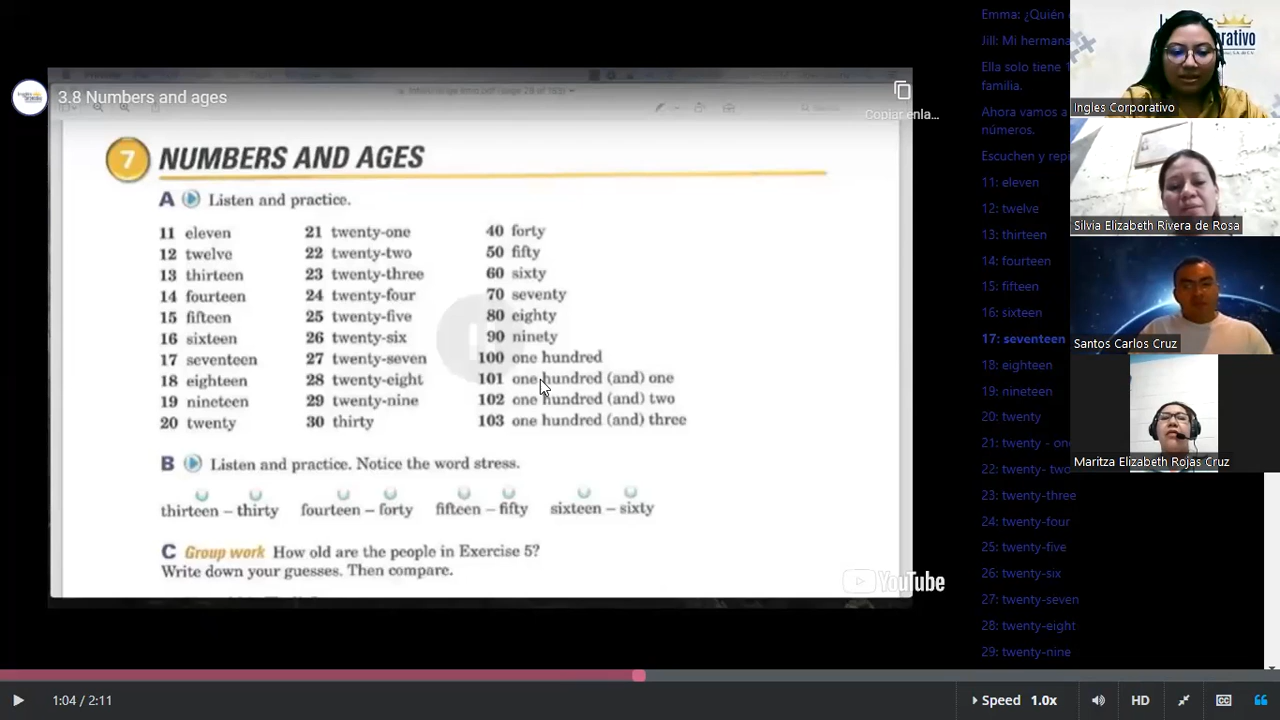 3.8 Numbers and ages
Copiar enla...
7 NUMBERS AND AGES
A Listen and practice.
11 eleven 21 twenty-one 40 forty
12 twelve 22 twenty-two 50 fifty
13 thirteen 23 twenty-three 60 sixty
14 fourteen 24 twenty-four 70 seventy
15 fifteen 25 twenty-five 80 eighty
16 sixteen 26 twenty-six 90 ninety
17 seventeen 27 twenty-seven 100 one hundred
18 eighteen 28 twenty-eight 101 one hundred (and) one
19 nineteen 29 twenty-nine 102 one hundred (and) two
20 twenty 30 thirty 103 one hundred (and) three
B Listen and practice. Notice the word stress.
thirteen – thirty fourteen – forty fifteen – fifty sixteen – sixty
C Group work How old are the people in Exercise 5?
Write down your guesses. Then compare.
YouTube
Emma: ¿Quién
Jill: Mi hermana
Ella solo tiene
familia.
Ahora vamos a
números.
Escuchen y
11: eleven
12: twelve
13: thirteen
14: fourteen
15: fifteen
16: sixteen
17: seventeen
18: eighteen
19: nineteen
20: twenty
21: twenty - one
22: twenty- two
23: twenty-three
24: twenty-four
25: twenty-five
26: twenty-six
27: twenty-seven
28: twenty-eight
29: twenty-nine
Ingles Corporativo
Silvia Elizabeth Rivera de Rosa
Santos Carlos Cruz
Maritza Elizabeth Rojas Cruz
1:04 / 2:11
Speed 1.0x
HD
CC